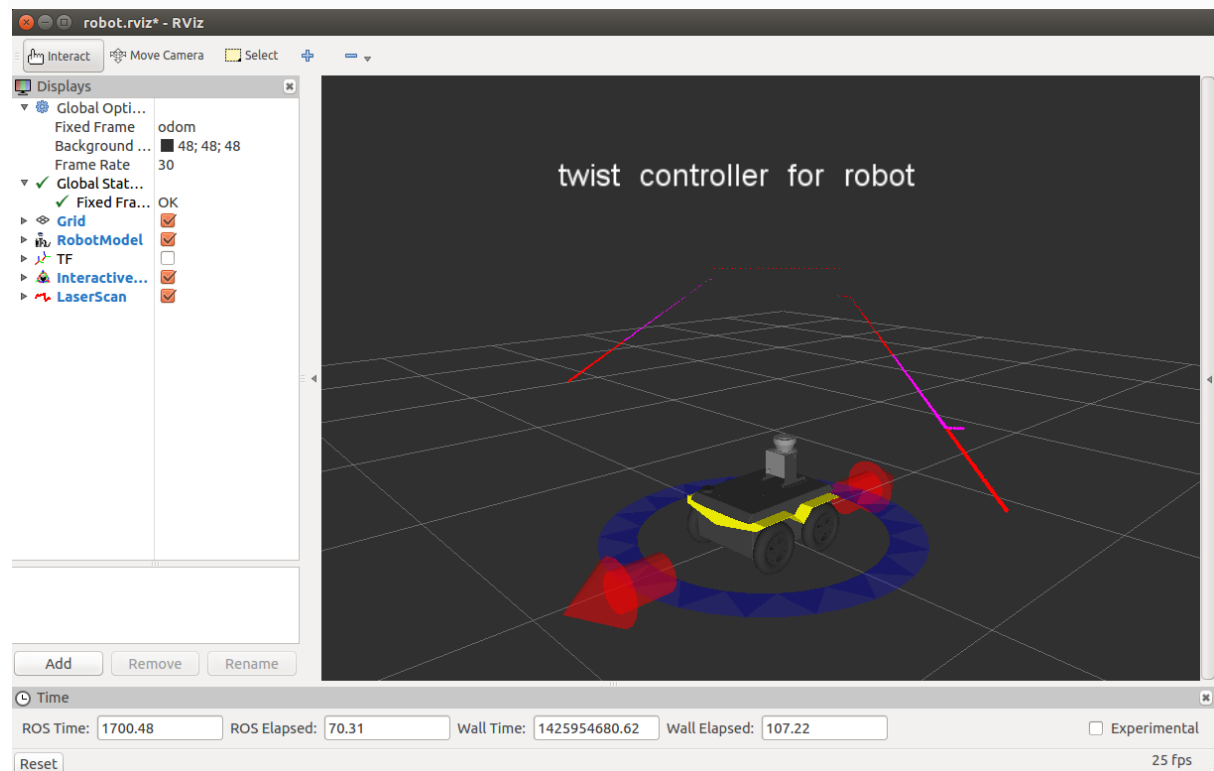 robot.rviz* - RViz
Interact Move Camera Select
Displays
Global Opti...
Fixed Frame odom
Background ... 48; 48; 48
Frame Rate 30
Global Stat...
Fixed Fra... OK
Grid
RobotModel
TF
Interactive...
LaserScan
twist controller for robot
Add Remove Rename
Time
ROS Time: 1700.48 ROS Elapsed: 70.31 Wall Time: 1425954680.62 Wall Elapsed: 107.22 Experimental
Reset 25 fps